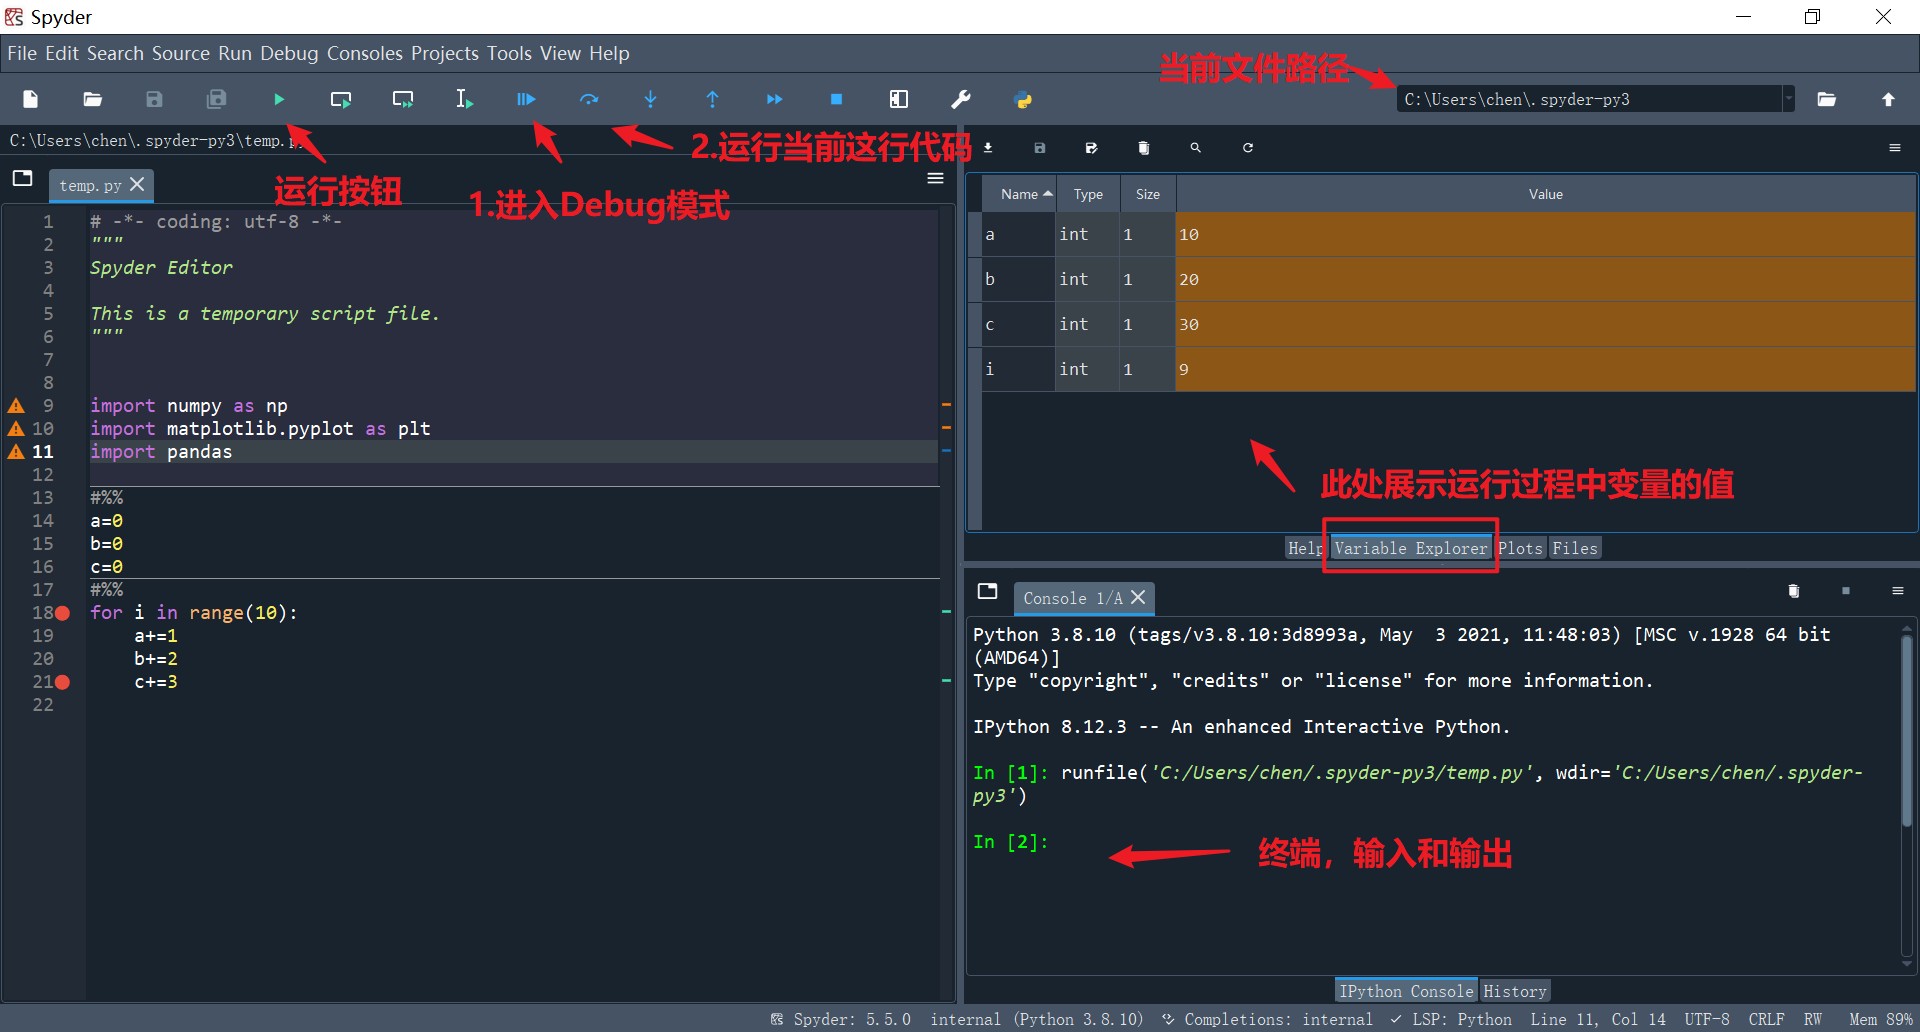 Spyder
File Edit Search Source Run Debug Consoles Projects Tools View Help
当前文件路径
C:\Users\chen\.spyder-py3
C:\Users\chen\.spyder-py3\temp.py
运行按钮
1.进入Debug模式
2.运行当前这行代码
temp.py
1 # -*- coding: utf-8 -*-
2 """
3 Spyder Editor
4
5 This is a temporary script file.
6 """
7
8
9 import numpy as np
10 import matplotlib.pyplot as plt
11 import pandas
12
13 #%%
14 a=0
15 b=0
16 c=0
17 #%%
18 for i in range(10):
19 a+=1
20 b+=2
21 c+=3
22
Name Type Size Value
a int 1 10
b int 1 20
c int 1 30
i int 1 9
此处展示运行过程中变量的值
Help Variable Explorer Plots Files
Console 1/A
Python 3.8.10 (tags/v3.8.10:3d8993a, May  3 2021, 11:48:03) [MSC v.1928 64 bit
(AMD64)]
Type "copyright", "credits" or "license" for more information.
IPython 8.12.3 -- An enhanced Interactive Python.
In [1]: runfile('C:/Users/chen/.spyder-py3/temp.py', wdir='C:/Users/chen/.spyder-
py3')
In [2]:
终端，输入和输出
IPython Console History
Spyder: 5.5.0 internal (Python 3.8.10) Completions: internal LSP: Python Line 11, Col 14 UTF-8 CRLF RW Mem 89%